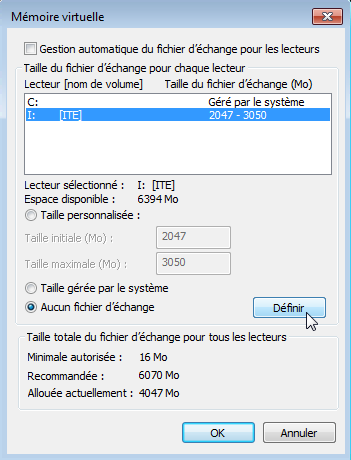 Mémoire virtuelle
Gestion automatique du fichier d'échange pour les lecteurs
Taille du fichier d'échange pour chaque lecteur
Lecteur [nom de volume] Taille du fichier d'échange (Mo)
C: Géré par le système
I: [ITE] 2047 - 3050
Lecteur sélectionné : I: [ITE]
Espace disponible : 6394 Mo
Taille personnalisée :
Taille initiale (Mo) : 2047
Taille maximale (Mo) : 3050
Taille gérée par le système
Aucun fichier d'échange Définir
Taille totale du fichier d'échange pour tous les lecteurs
Minimale autorisée : 16 Mo
Recommandée : 6070 Mo
Allouée actuellement : 4047 Mo
OK Annuler